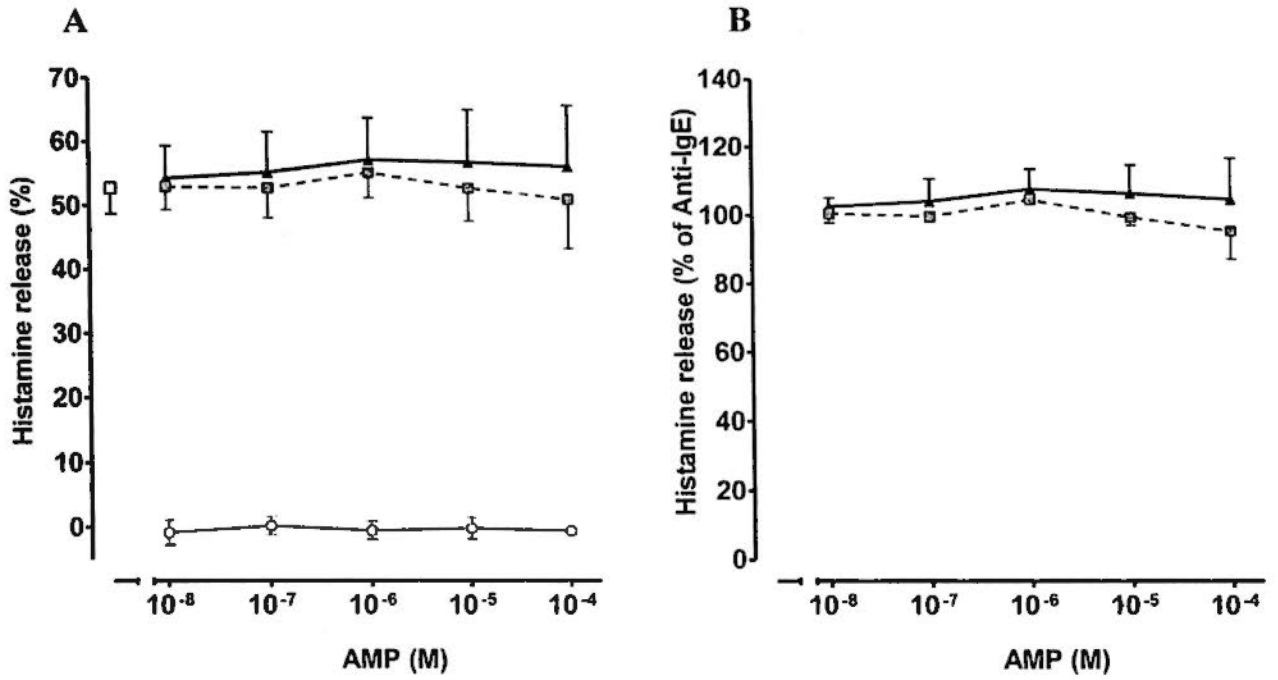 A
Histamine release (%)
70
60
50
40
30
20
10
0
10⁻⁸ 10⁻⁷ 10⁻⁶ 10⁻⁵ 10⁻⁴
AMP (M)
B
Histamine release (% of Anti-IgE)
140
120
100
80
60
40
20
0
10⁻⁸ 10⁻⁷ 10⁻⁶ 10⁻⁵ 10⁻⁴
AMP (M)